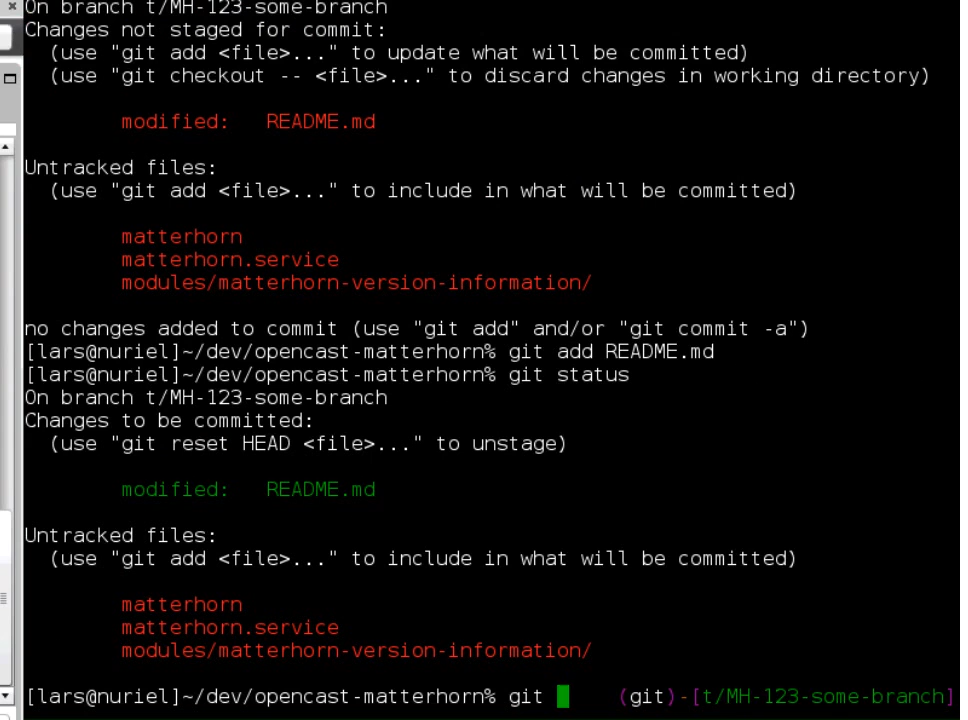 On branch t/MH-123-some-branch
Changes not staged for commit:
  (use "git add <file>..." to update what will be committed)
  (use "git checkout -- <file>..." to discard changes in working directory)
        modified:   README.md
Untracked files:
  (use "git add <file>..." to include in what will be committed)
        matterhorn
        matterhorn.service
        modules/matterhorn-version-information/
no changes added to commit (use "git add" and/or "git commit -a")
[lars@nuriel]~/dev/opencast-matterhorn% git add README.md
[lars@nuriel]~/dev/opencast-matterhorn% git status
On branch t/MH-123-some-branch
Changes to be committed:
  (use "git reset HEAD <file>..." to unstage)
        modified:   README.md
Untracked files:
  (use "git add <file>..." to include in what will be committed)
        matterhorn
        matterhorn.service
        modules/matterhorn-version-information/
[lars@nuriel]~/dev/opencast-matterhorn% git      (git)-[t/MH-123-some-branch]